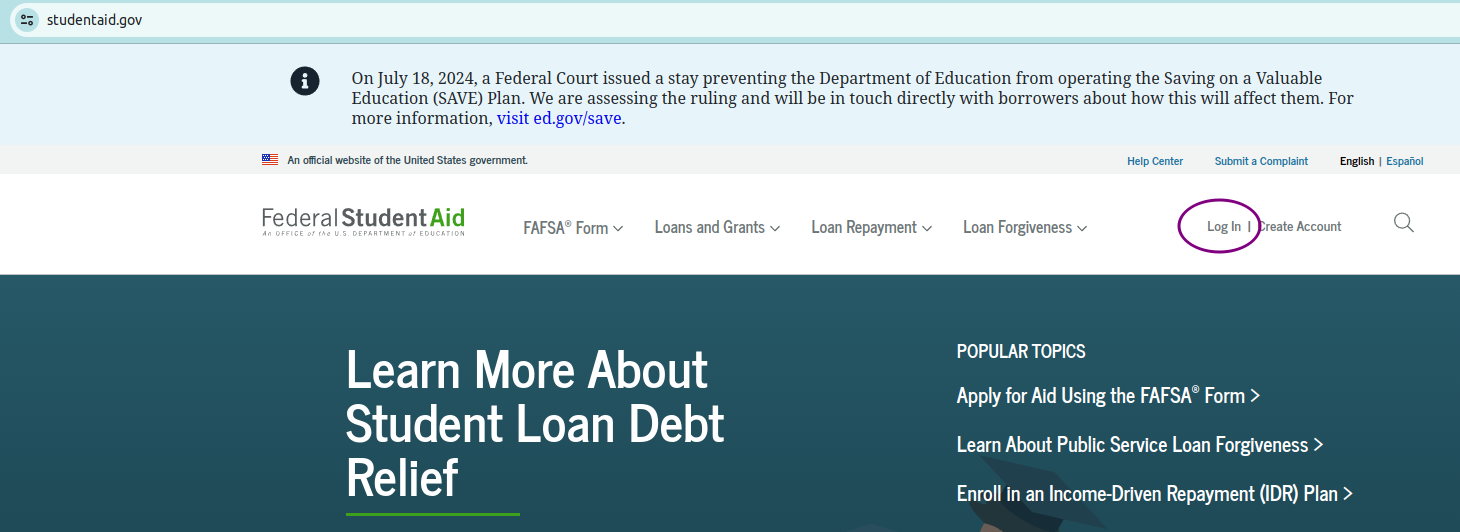 studentaid.gov
On July 18, 2024, a Federal Court issued a stay preventing the Department of Education from operating the Saving on a Valuable
Education (SAVE) Plan. We are assessing the ruling and will be in touch directly with borrowers about how this will affect them. For
more information, visit ed.gov/save.
An official website of the United States government.
Help Center
Submit a Complaint
English | Español
Federal Student Aid
An OFFICE of the U.S. DEPARTMENT of EDUCATION
FAFSA® Form
Loans and Grants
Loan Repayment
Loan Forgiveness
Log In | Create Account
Learn More About
Student Loan Debt
Relief
POPULAR TOPICS
Apply for Aid Using the FAFSA® Form >
Learn About Public Service Loan Forgiveness >
Enroll in an Income-Driven Repayment (IDR) Plan >